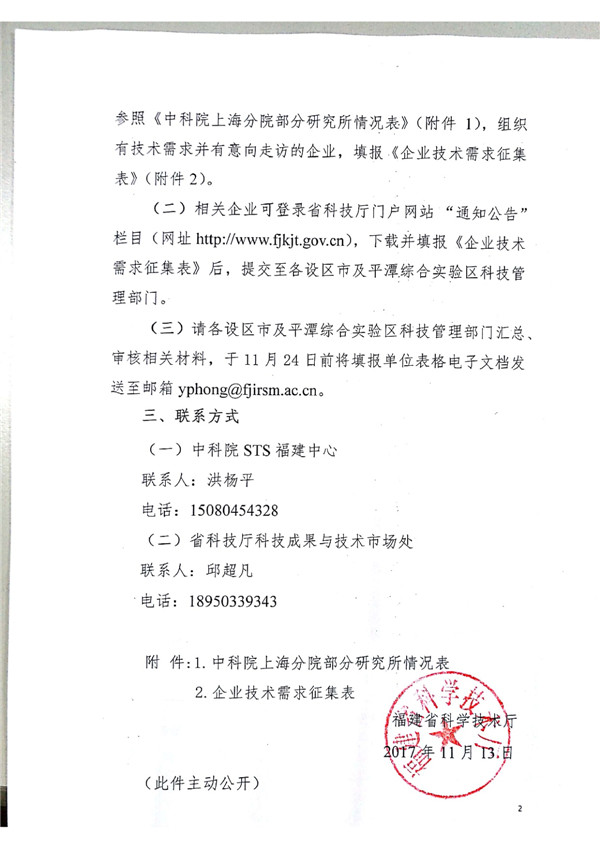 参照《中科院上海分院部分研究所情况表》（附件 1），组织
有技术需求并有意向走访的企业，填报《企业技术需求征集
表》（附件 2）。
（二）相关企业可登录省科技厅门户网站 “通知公告”
栏目（网址 http://www.fjkjt.gov.cn），下载并填报《企业技术
需求征集表》后，提交至各设区市及平潭综合实验区科技管
理部门。
（三）请各设区市及平潭综合实验区科技管理部门汇总、
审核相关材料，于 11 月 24 日前将填报单位表格电子文档发
送至邮箱 yphong@fjirsm.ac.cn。
三、联系方式
（一）中科院 STS 福建中心
联系人：洪杨平
电话：15080454328
（二）省科技厅科技成果与技术市场处
联系人：邱超凡
电话：18950339343
附 件：1.中科院上海分院部分研究所情况表
2.企业技术需求征集表
福建省科学技术厅
福建省科学技术厅
2017 年 11 月 13 日
（此件主动公开）
2